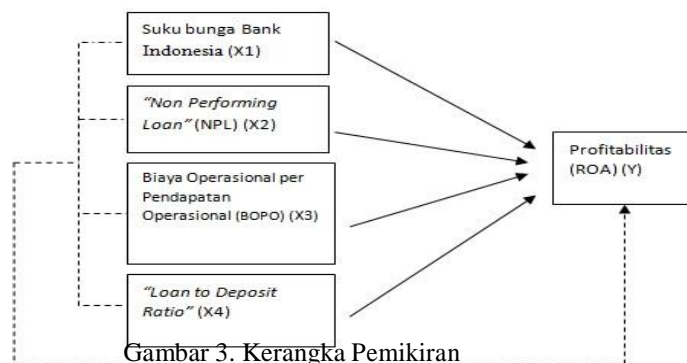 Suku bunga Bank
Indonesia (X1)
"Non Performing
Loan" (NPL) (X2)
Biaya Operasional per
Pendapatan
Operasional (BOPO) (X3)
"Loan to Deposit
Ratio" (X4)
Profitabilitas
(ROA) (Y)
Gambar 3. Kerangka Pemikiran